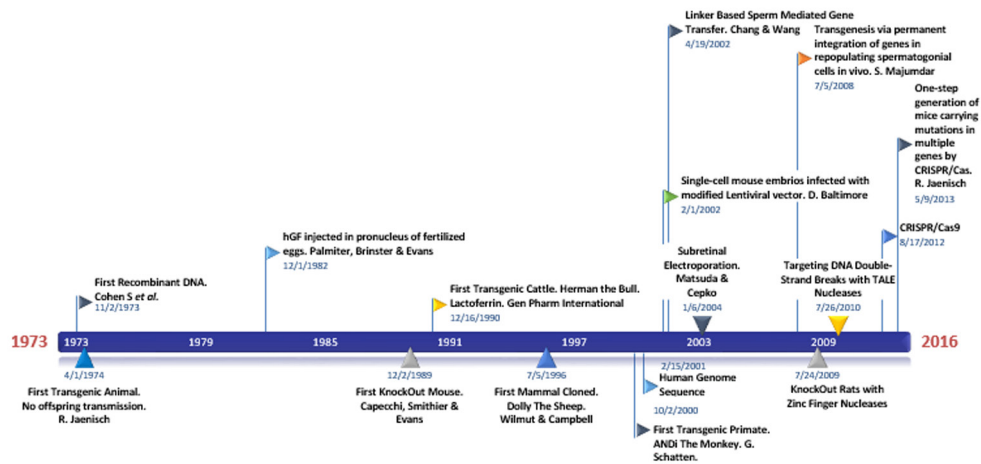 Linker Based Sperm Mediated Gene
Transfer. Chang & Wang
4/19/2002
Transgenesis via permanent
integration of genes in
repopulating spermatogonial
cells in vivo. S. Majumdar
7/5/2008
One-step
generation of
mice carrying
mutations in
multiple
genes by
CRISPR/Cas.
R. Jaenisch
5/9/2013
Single-cell mouse embrios infected with
modified Lentiviral vector. D. Baltimore
2/1/2002
CRISPR/Cas9
8/17/2012
hGF injected in pronucleus of fertilized
eggs. Palmiter, Brinster & Evans
12/1/1982
Subretinal
Electroporation.
Matsuda &
Cepko
1/6/2004
Targeting DNA Double-
Strand Breaks with TALE
Nucleases
7/26/2010
First Recombinant DNA.
Cohen S et al.
11/2/1973
First Transgenic Cattle. Herman the Bull.
Lactoferrin. Gen Pharm International
12/16/1990
1973 1973 1979 1985 1991 1997 2003 2009 2016
4/1/1974
First Transgenic Animal.
No offspring transmission.
R. Jaenisch
12/2/1989
First KnockOut Mouse.
Capecchi, Smithier &
Evans
7/5/1996
First Mammal Cloned.
Dolly The Sheep.
Wilmut & Campbell
2/15/2001
Human Genome
Sequence
10/2/2000
First Transgenic Primate.
ANDi The Monkey. G.
Schatten.
7/24/2009
KnockOut Rats with
Zinc Finger Nucleases